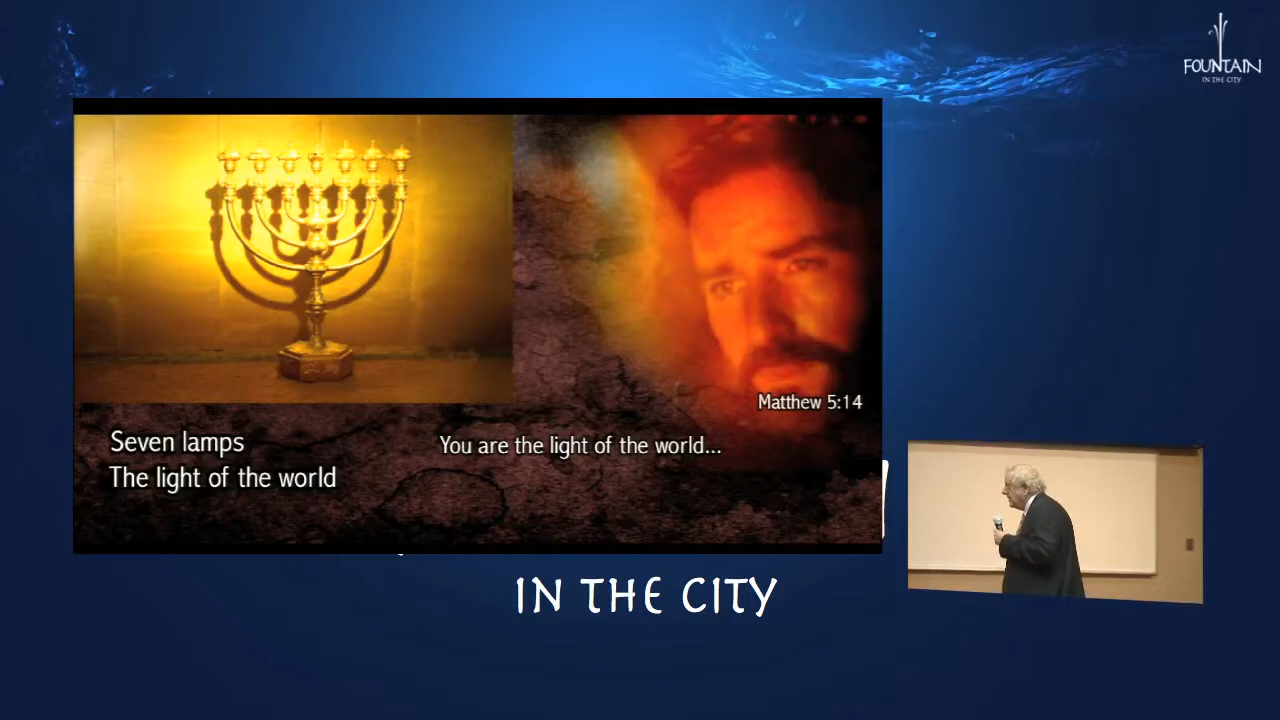 FOUNTAIN
IN THE CITY
Matthew 5:14
Seven lamps
The light of the world
You are the light of the world...
IN THE CITY